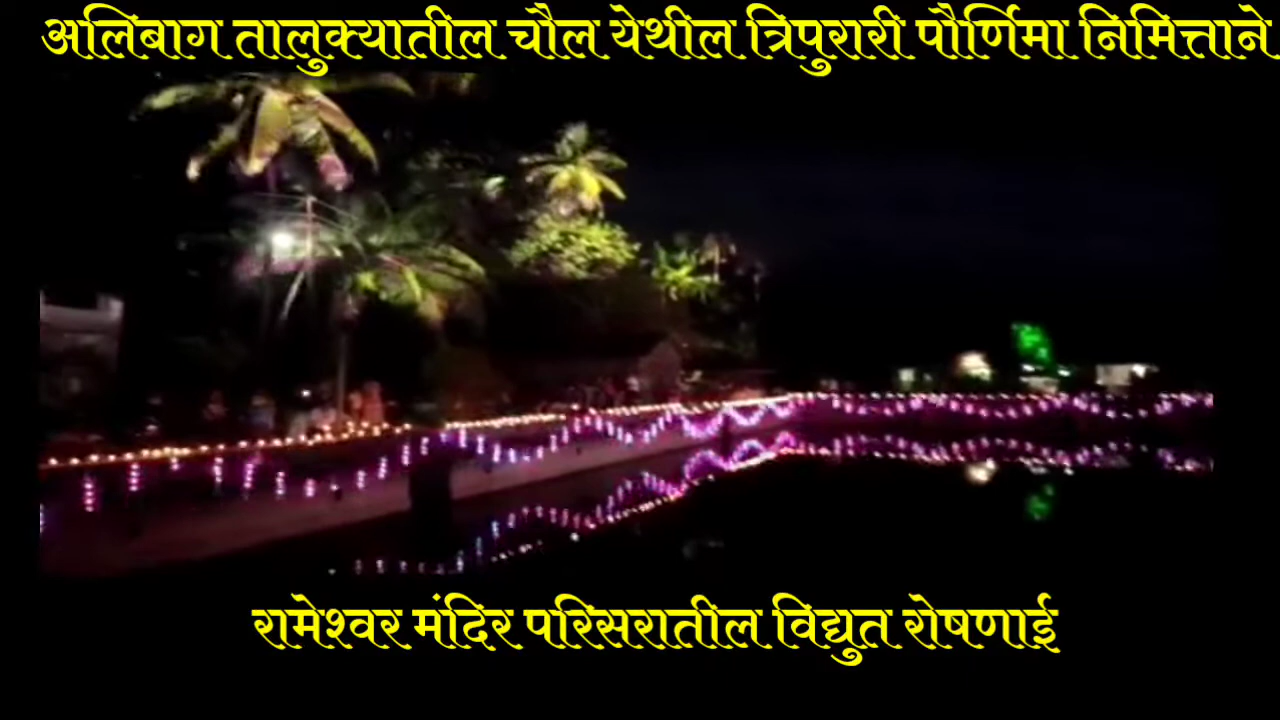 अलिबाग तालुक्यातील चौल येथील त्रिपुरारी पौर्णिमा निमित्ताने
रामेश्वर मंदिर परिसरातील विद्युत रोषणाई